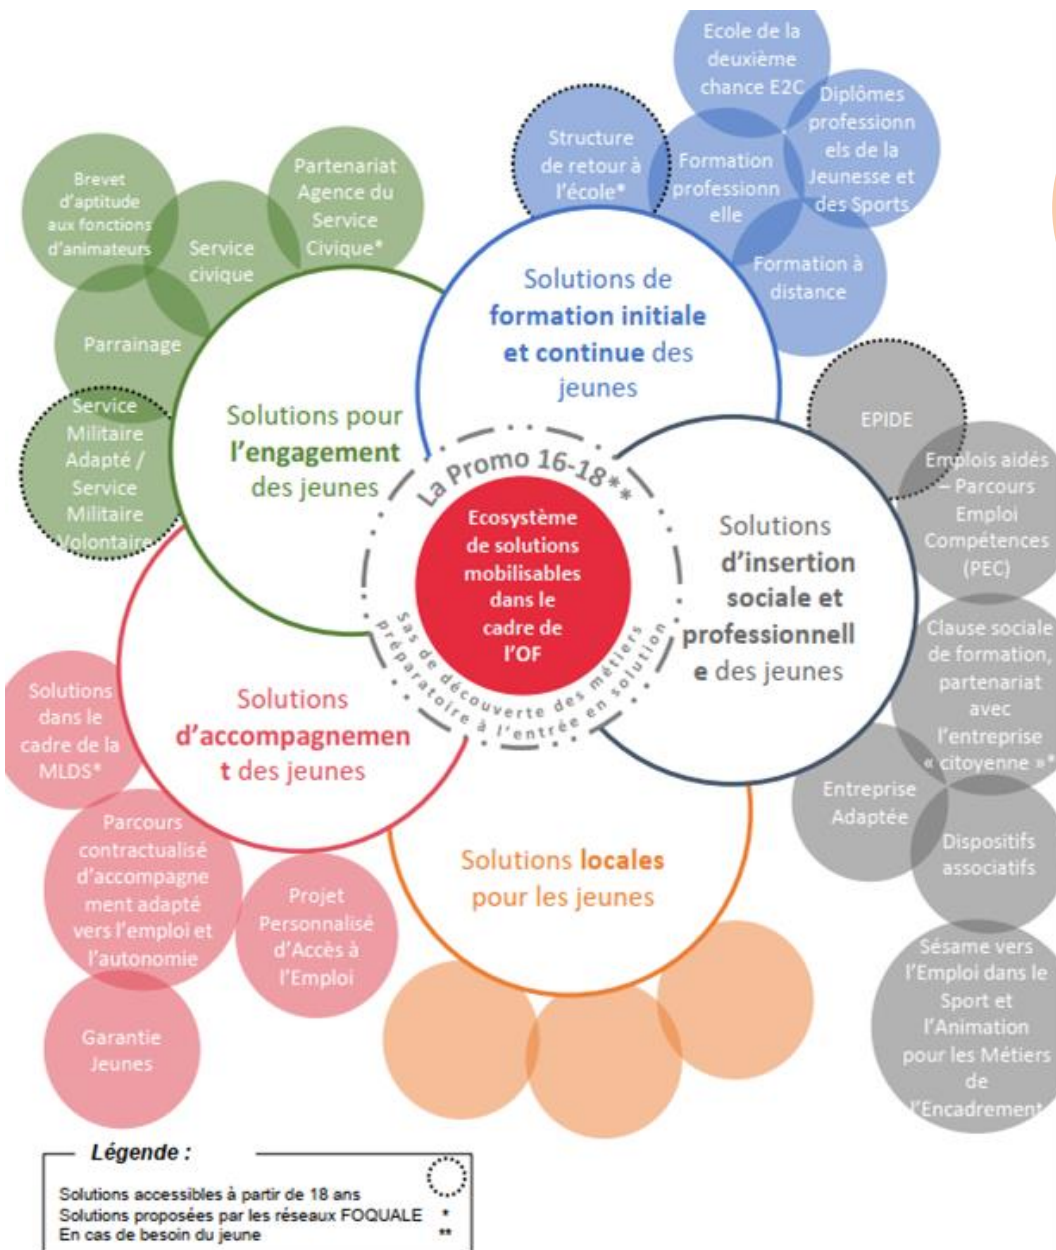 Ecole de la
deuxième
chance E2C
Diplômes
professionn
els de la
Jeunesse et
des Sports
Structure
de retour à
l'école*
Formation
professionn
elle
Formation à
distance
Solutions de
formation initiale
et continue des
jeunes
Brevet
d'aptitude
aux fonctions
d'animateurs
Service
civique
Partenariat
Agence du
Service
Civique*
Parrainage
Service
Militaire
Adapté /
Service
Militaire
Volontaire
Solutions pour
l'engagement
des jeunes
La Promo 16-18**
Ecosystème
de solutions
mobilisables
dans le
cadre de
l'OF
Sas de découverte des métiers
préparatoire à l'entrée en solution
EPIDE
Emplois aidés
– Parcours
Emploi
Compétences
(PEC)
Clause sociale
de formation,
partenariat
avec
l'entreprise
« citoyenne »*
Entreprise
Adaptée
Dispositifs
associatifs
Sésame vers
l'Emploi dans le
Sport et
l'Animation
pour les Métiers
de
l'Encadrement
Solutions
d'insertion
sociale et
professionnell
e des jeunes
Solutions
d'accompagnemen
t des jeunes
Solutions
dans le
cadre de la
MLDS*
Parcours
contractualisé
d'accompagne
ment adapté
vers l'emploi et
l'autonomie
Projet
Personnalisé
d'Accès à
l'Emploi
Garantie
Jeunes
Solutions locales
pour les jeunes
Légende :
Solutions accessibles à partir de 18 ans
Solutions proposées par les réseaux FOQUALE *
En cas de besoin du jeune **